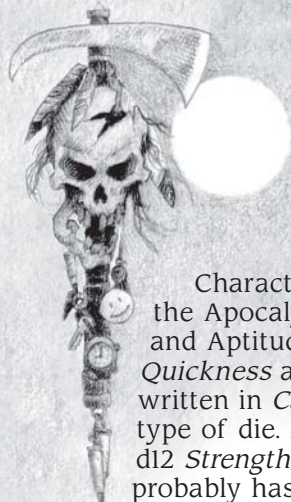 Charact
the Apocal
and Aptitud
Quickness a
written in Ca
type of die.
d12 Strength
probably has